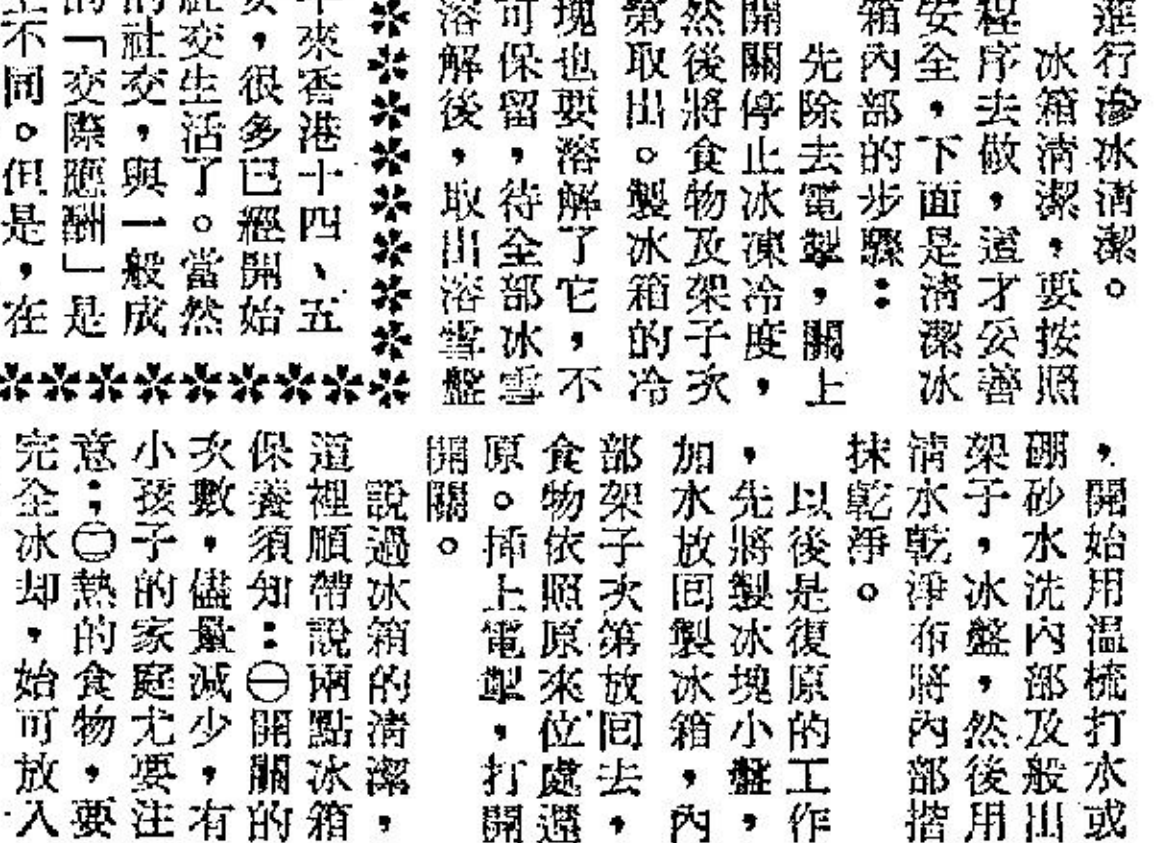 行滲冰清潔。
冰箱清潔，要按照
程序去做，這才妥善
安全，下面是清潔冰
箱內部的步驟：
先除去電掣，關上
開關停止冰凍冷度，
然後將食物及架子次
第取出。製冰箱的冷
塊也要溶解了它，不
可保留，待全部冰雪
溶解後，取出溶雪盤
，開始用溫梳打水或
硼砂水洗內部及般出
架子，冰盤，然後用
清水乾淨布將內部揩
抹乾淨。
以後是復原的工作
，先將製冰塊小盤，
加水放囘製冰箱，內
部架子次第放囘去，
食物依照原來位處還
原。插上電掣，打開
開關。
說過冰箱的清潔，
這裡順帶說兩點冰箱
保養須知：㊀開關的
次數，儘量減少，有
小孩子的家庭尤要注
意；㊁熱的食物，要
完全冰却，始可放入
來香港十四、五
，很多已經開始
社交生活了。當然
的社交，與一般成
的「交際應酬」是
不同。但是，在